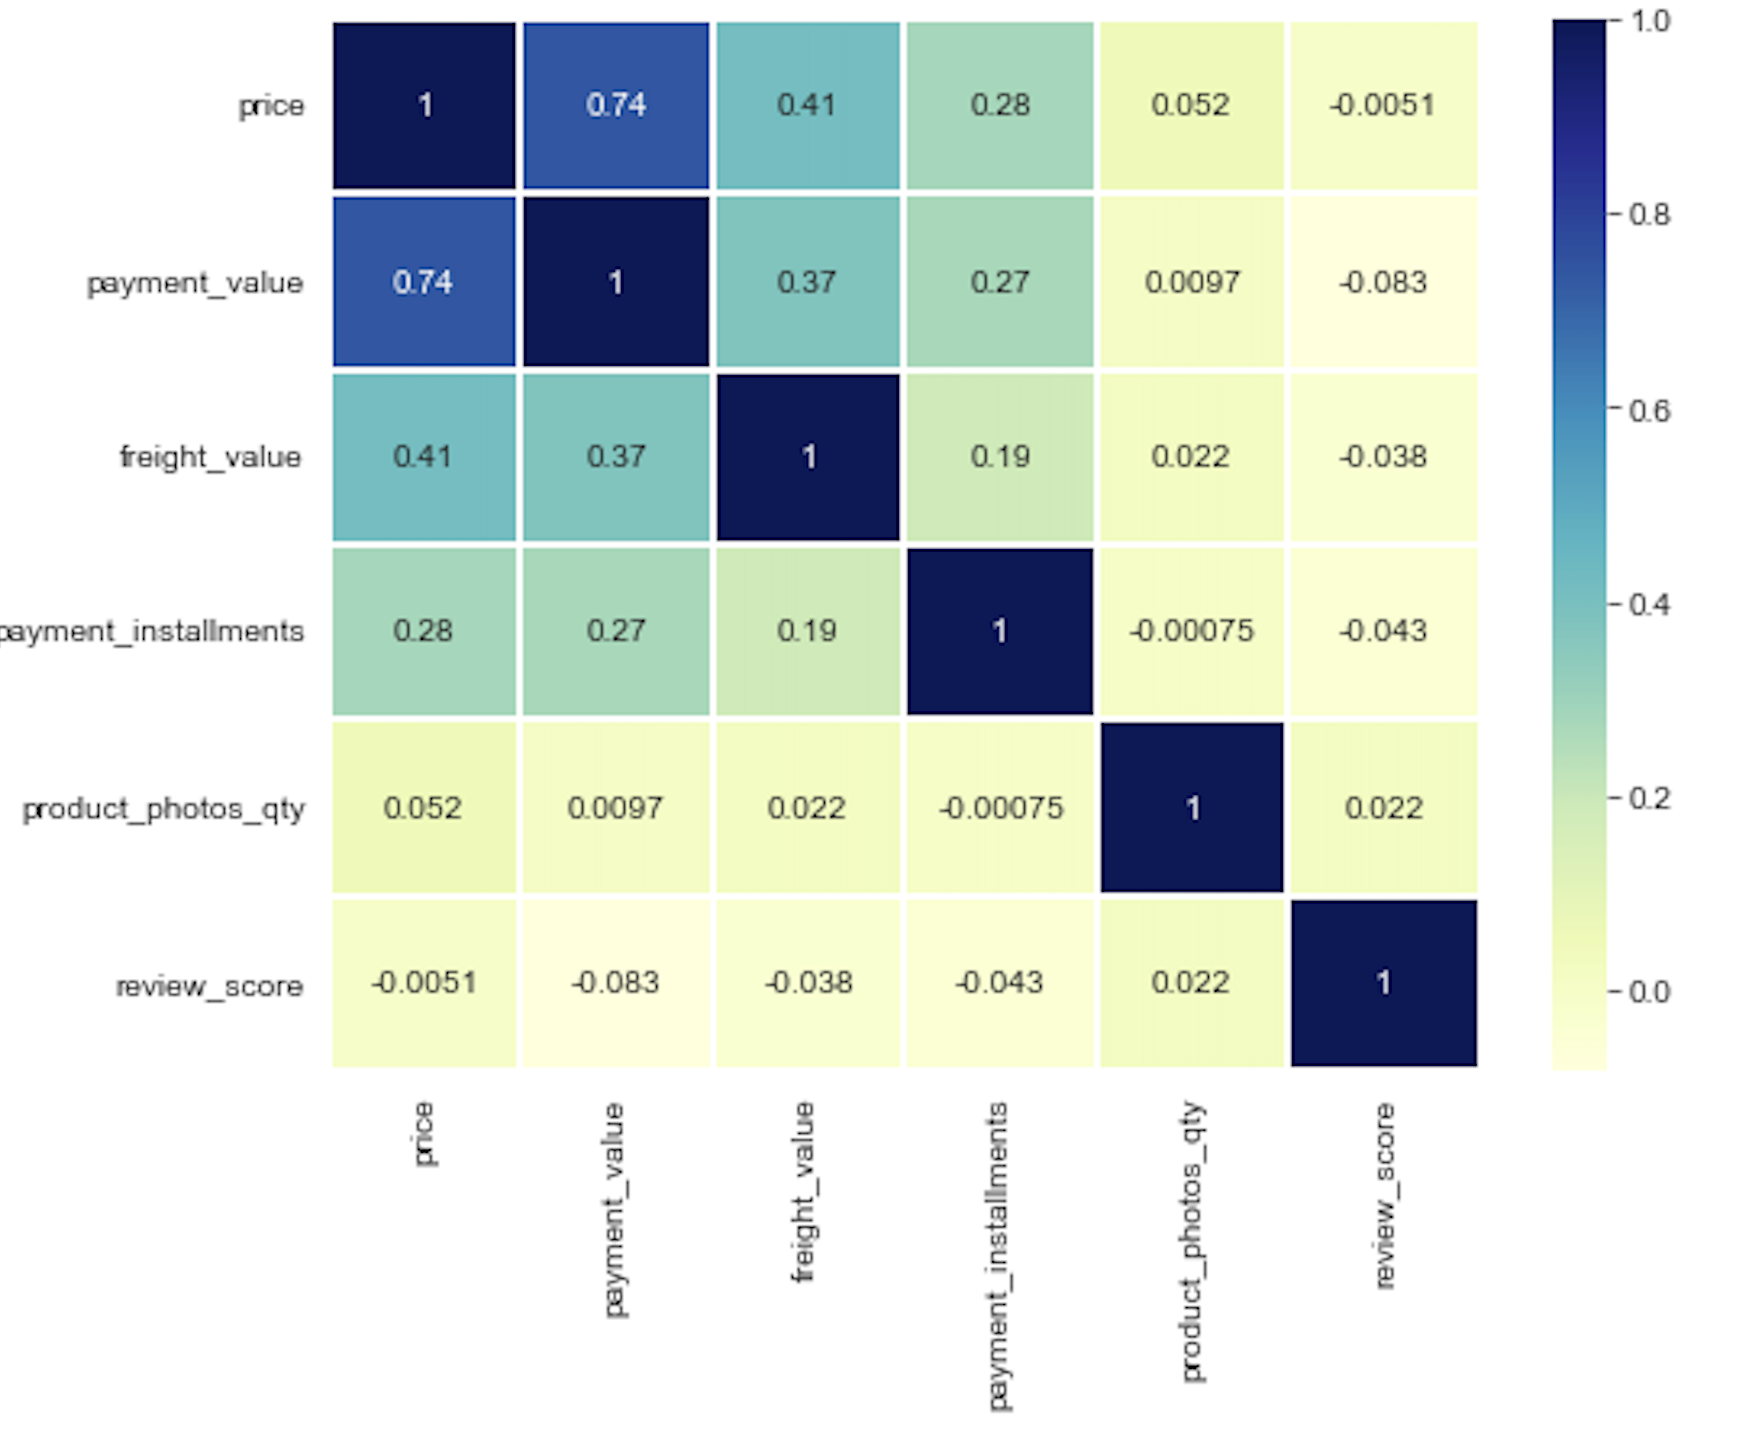 price 1 0.74 0.41 0.28 0.052 -0.0051
payment_value 0.74 1 0.37 0.27 0.0097 -0.083
freight_value 0.41 0.37 1 0.19 0.022 -0.038
payment_installments 0.28 0.27 0.19 1 -0.00075 -0.043
product_photos_qty 0.052 0.0097 0.022 -0.00075 1 0.022
review_score -0.0051 -0.083 -0.038 -0.043 0.022 1
price
payment_value
freight_value
payment_installments
product_photos_qty
review_score
1.0
0.8
0.6
0.4
0.2
0.0